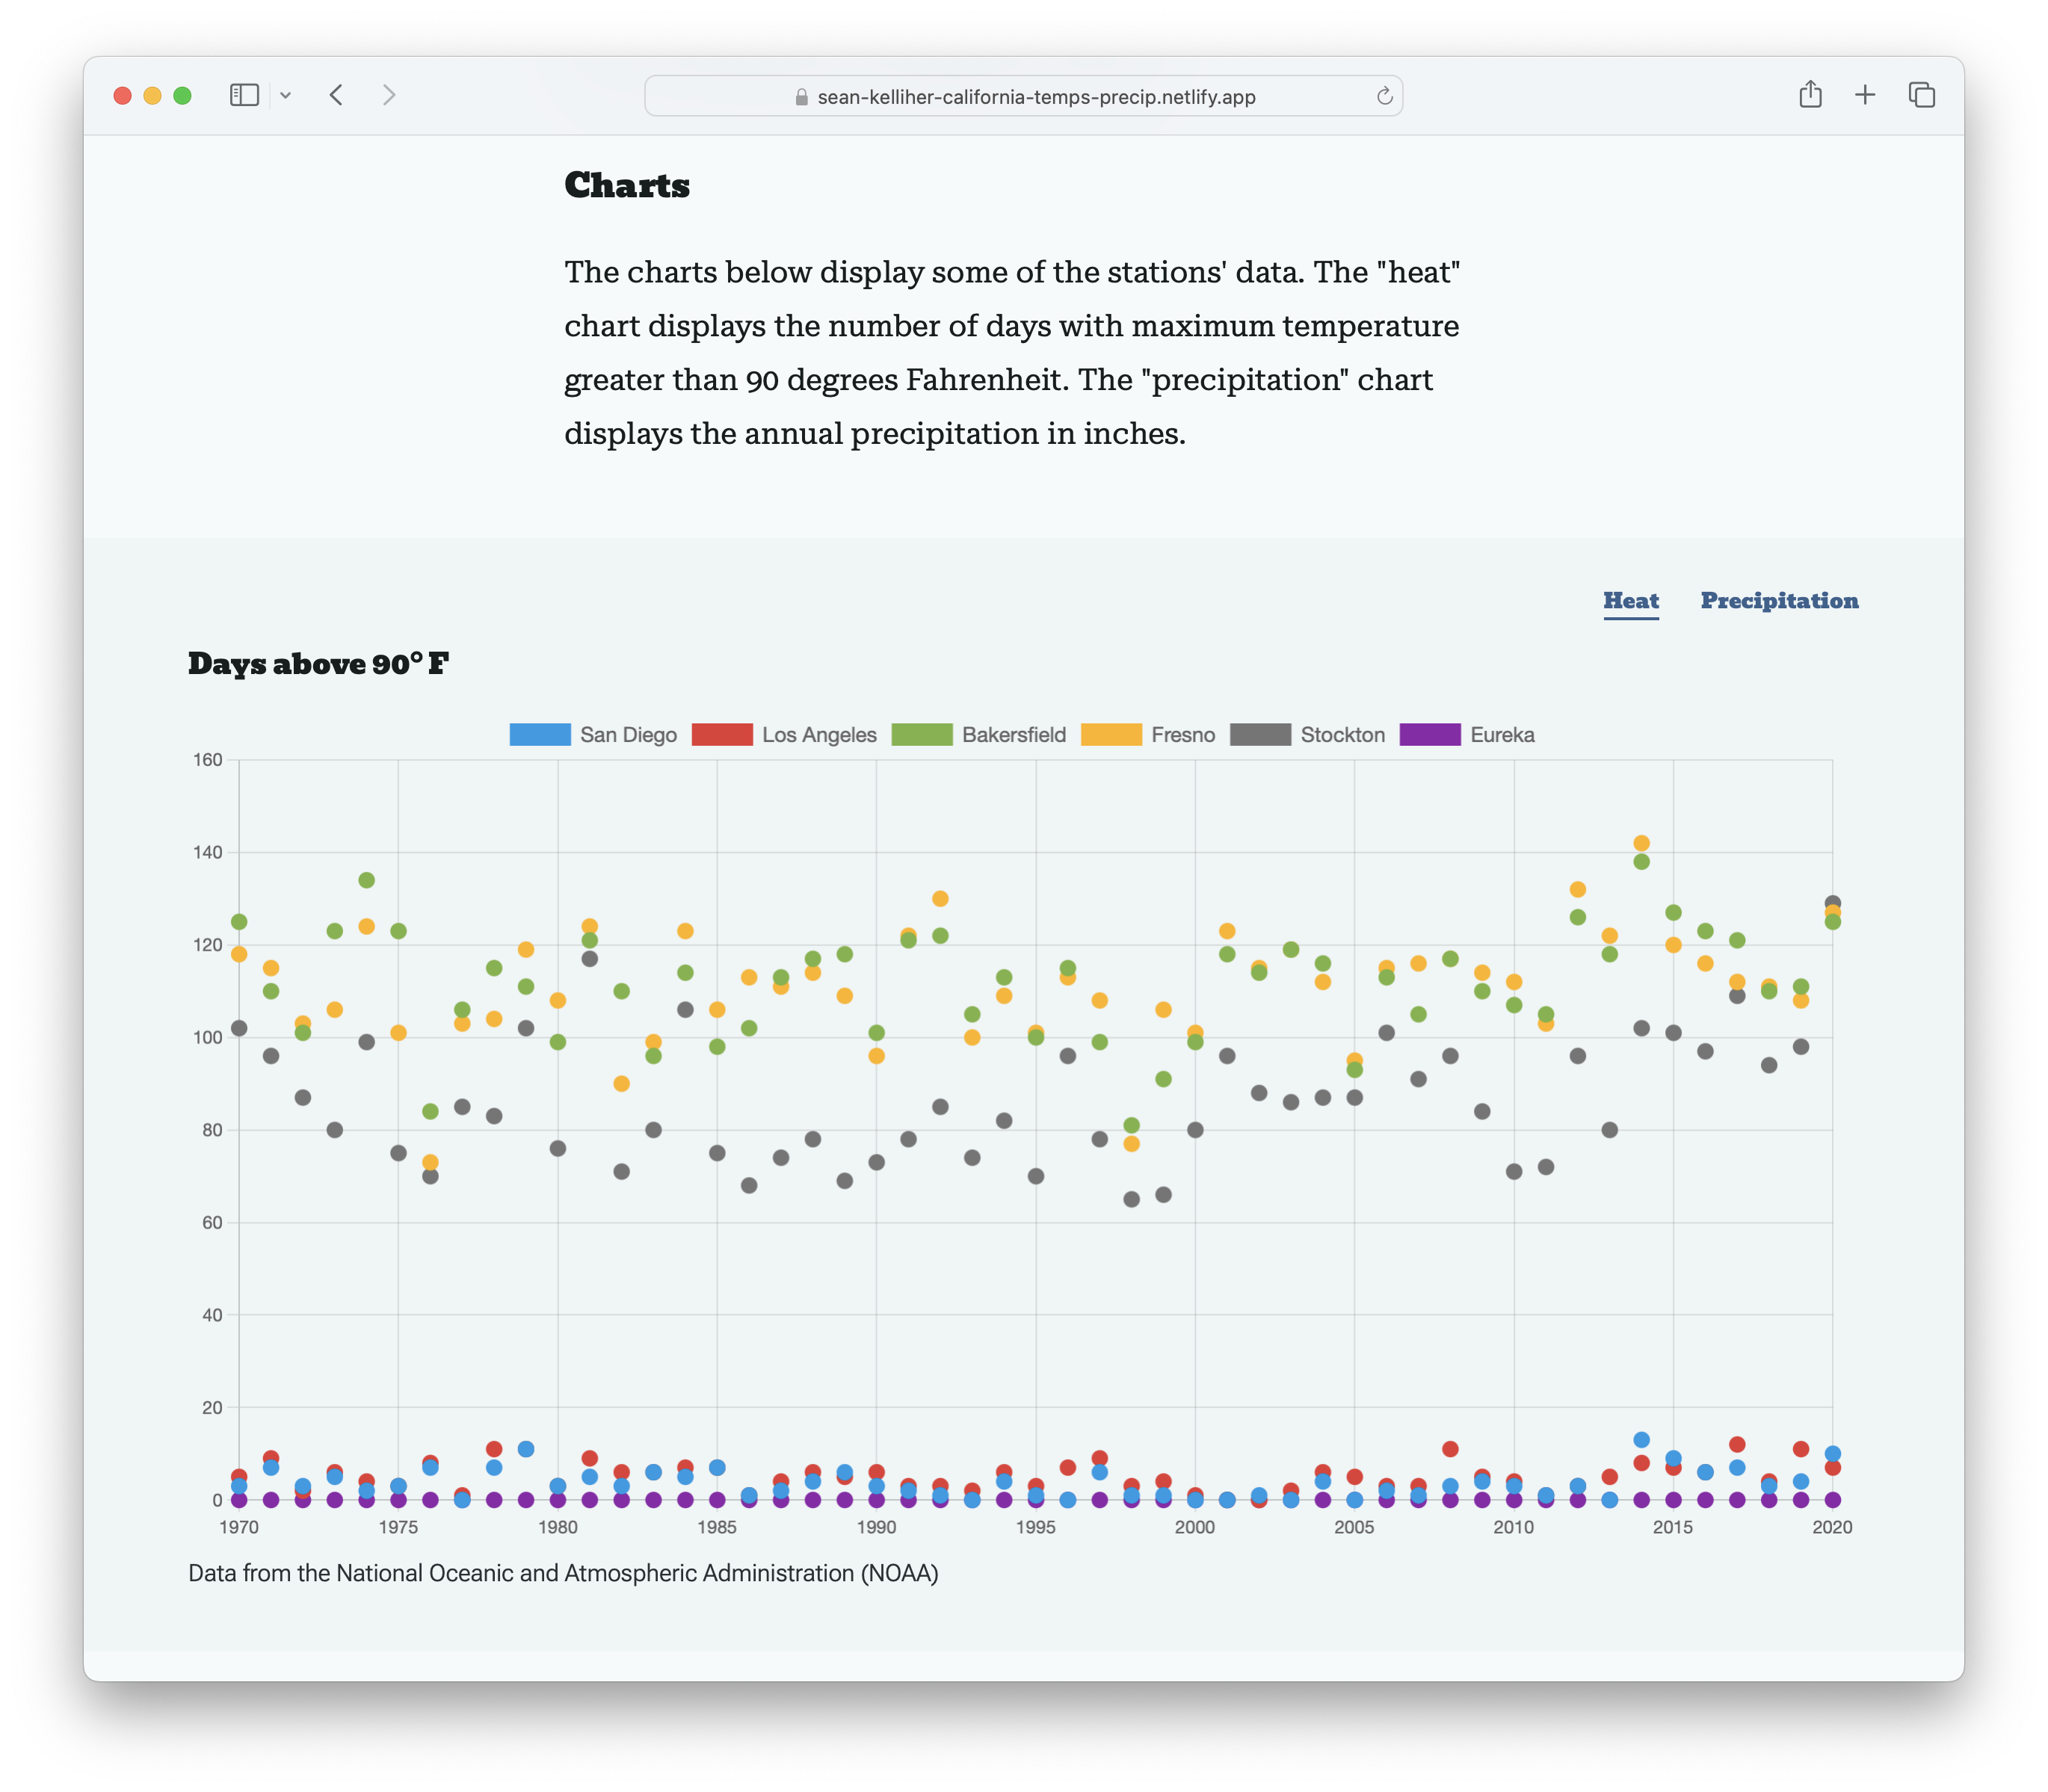 sean-kelliher-california-temps-precip.netlify.app
Charts
The charts below display some of the stations' data. The "heat"
chart displays the number of days with maximum temperature
greater than 90 degrees Fahrenheit. The "precipitation" chart
displays the annual precipitation in inches.
Heat Precipitation
Days above 90° F
San Diego Los Angeles Bakersfield Fresno Stockton Eureka
160
140
120
100
80
60
40
20
0
1970 1975 1980 1985 1990 1995 2000 2005 2010 2015 2020
Data from the National Oceanic and Atmospheric Administration (NOAA)